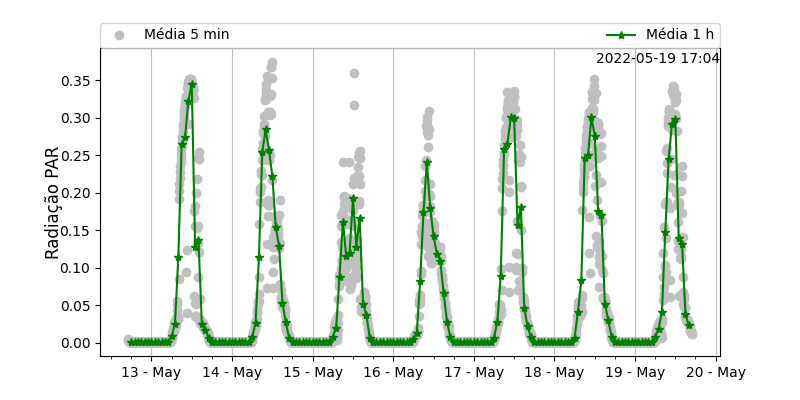 Média 5 min
Média 1 h
2022-05-19 17:04
Radiação PAR
0.35
0.30
0.25
0.20
0.15
0.10
0.05
0.00
13 - May
14 - May
15 - May
16 - May
17 - May
18 - May
19 - May
20 - May